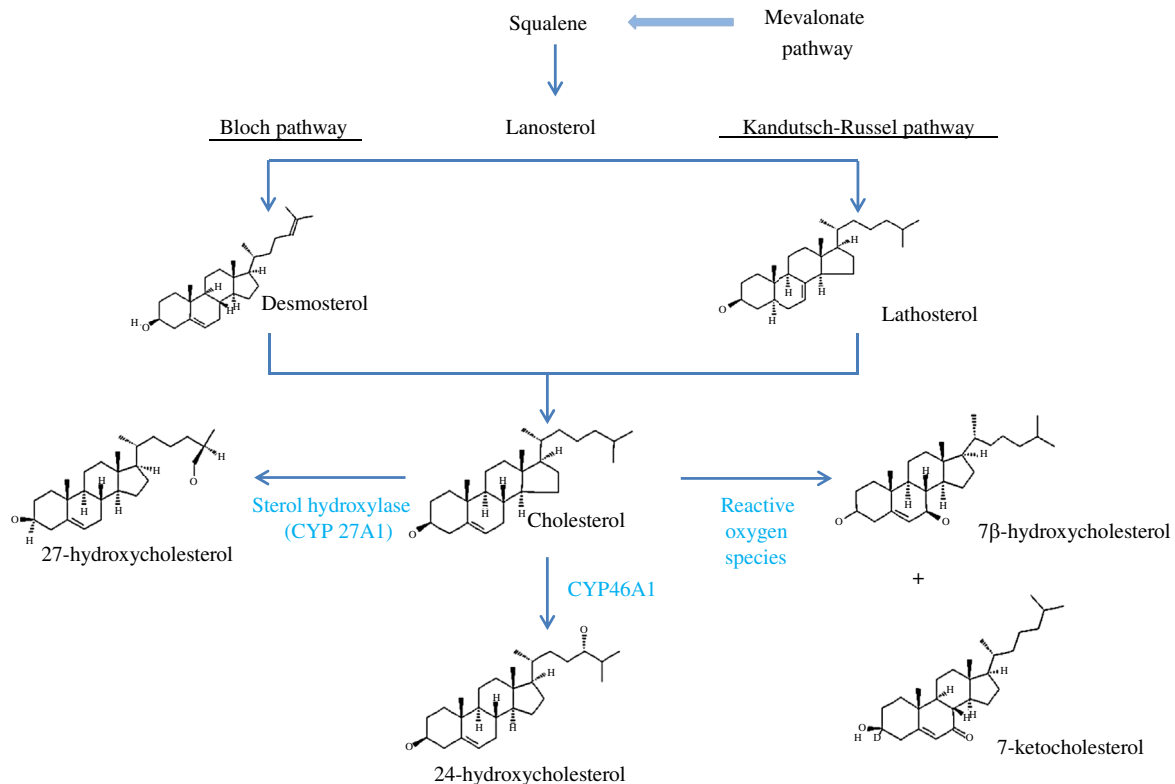 Squalene
Mevalonate
pathway
Bloch pathway
Lanosterol
Kandutsch-Russel pathway
H
H
H
H
H
O
Desmosterol
H
H
H
H
O
Lathosterol
H
O
O
H
H
H
H
27-hydroxycholesterol
Sterol hydroxylase
(CYP 27A1)
H
H
H
H
O
Cholesterol
Reactive
oxygen
species
H
H
H
H
O
O
7β-hydroxycholesterol
+
CYP46A1
O
H
H
H
H
O
24-hydroxycholesterol
H
H
H
H
O
H
D
O
7-ketocholesterol